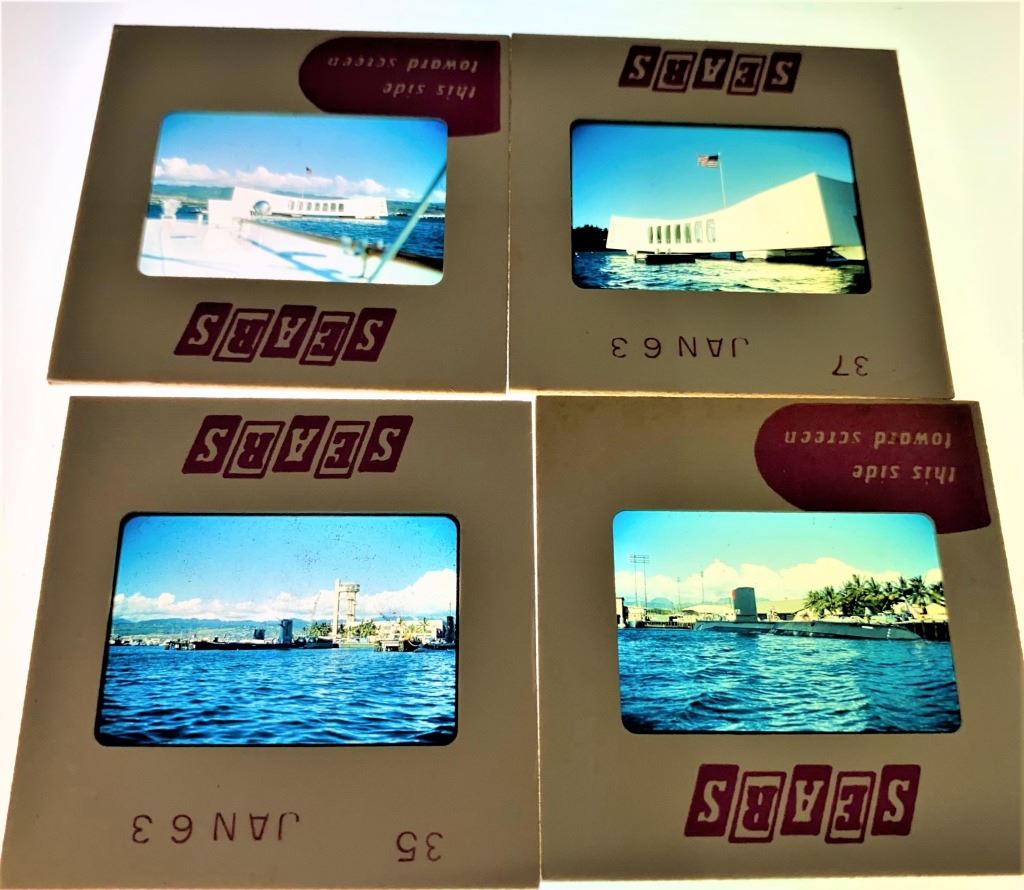 this side
toward screen
SEARS
SEARS
JAN 63
37
SEARS
JAN 63
35
this side
toward screen
SEARS